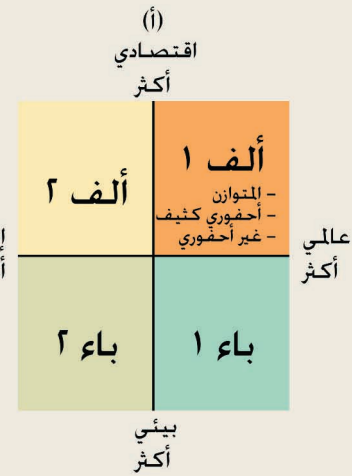 (أ)
اقتصادي
أكثر
ألف ١
– المتوازن
– أحفوري كثيف
– غير أحفوري
ألف ٢
عالمي
أكثر
باء ١
باء ٢
بيئي
أكثر